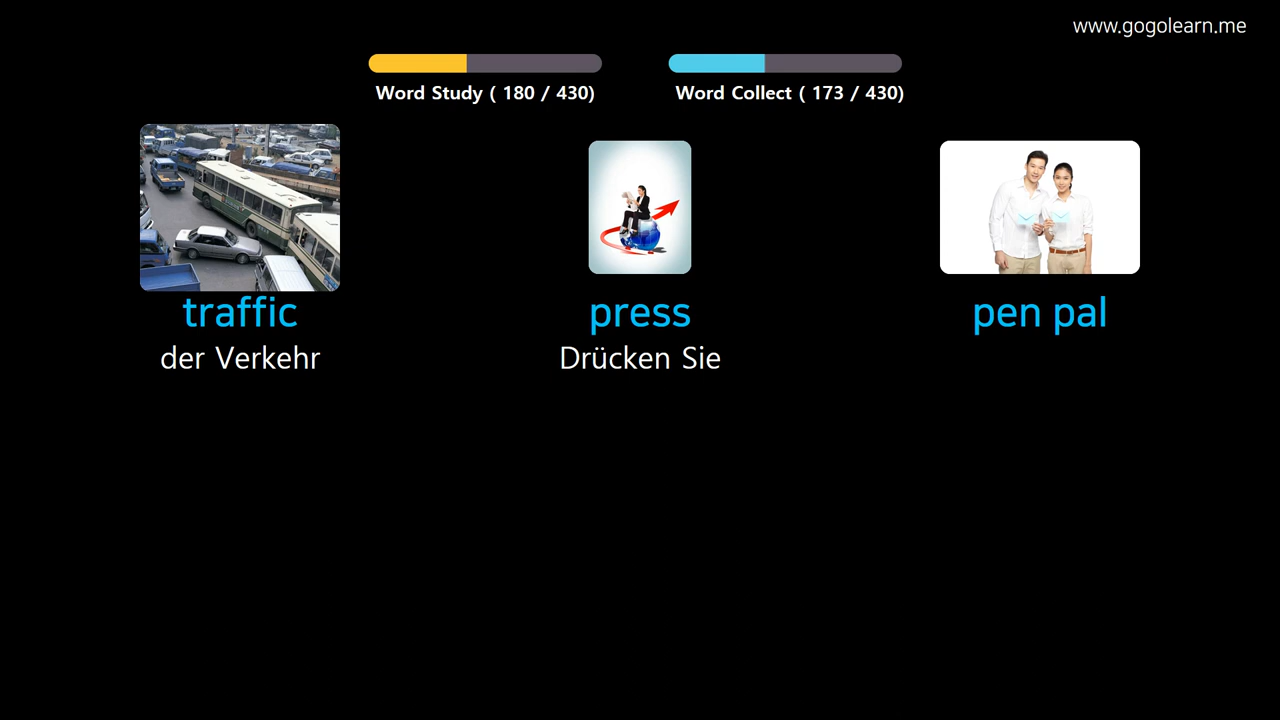 www.gogolearn.me
Word Study ( 180 / 430)
Word Collect ( 173 / 430)
traffic
press
pen pal
der Verkehr
Drücken Sie